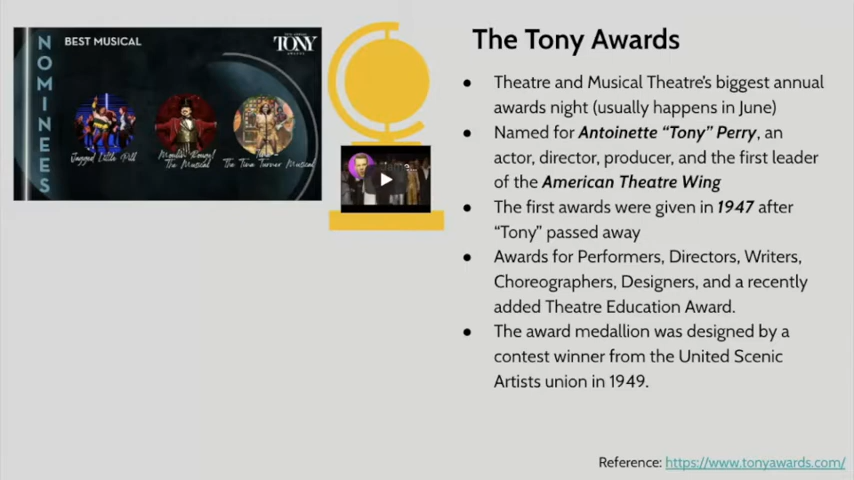 NOMINEES
BEST MUSICAL
TONY
AWARDS
Jagged Little Pill
Moulin Rouge!
The Musical
The Tina Turner Musical
The Tony Awards
● Theatre and Musical Theatre's biggest annual
awards night (usually happens in June)
● Named for Antoinette “Tony” Perry, an
actor, director, producer, and the first leader
of the American Theatre Wing
● The first awards were given in 1947 after
“Tony” passed away
● Awards for Performers, Directors, Writers,
Choreographers, Designers, and a recently
added Theatre Education Award.
● The award medallion was designed by a
contest winner from the United Scenic
Artists union in 1949.
Reference: https://www.tonyawards.com/